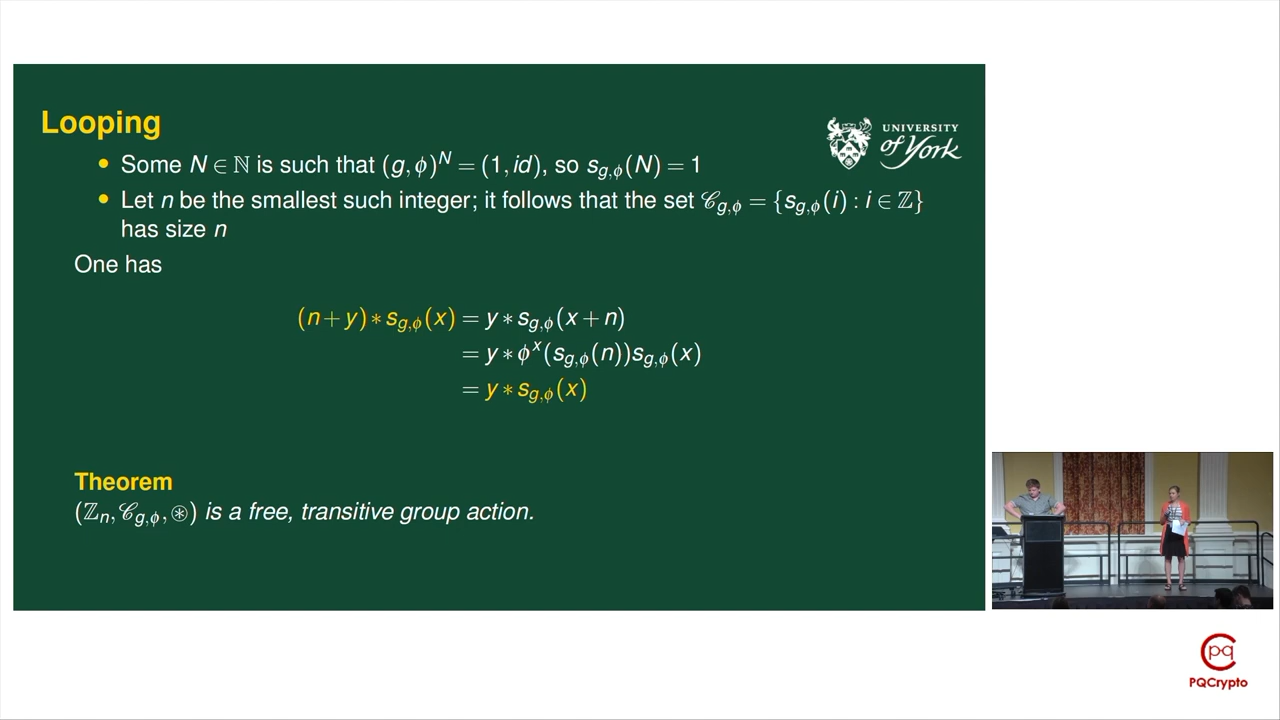 Looping
UNIVERSITY
of York
• Some N ∈ ℕ is such that (g,ϕ)^N = (1,id), so s_{g,ϕ}(N) = 1
• Let n be the smallest such integer; it follows that the set 𝒞_{g,ϕ} = {s_{g,ϕ}(i) : i ∈ ℤ}
has size n
One has
(n+y) ∗ s_{g,ϕ}(x) = y ∗ s_{g,ϕ}(x+n)
= y ∗ ϕ^x(s_{g,ϕ}(n))s_{g,ϕ}(x)
= y ∗ s_{g,ϕ}(x)
Theorem
(ℤ_n, 𝒞_{g,ϕ}, ⊛) is a free, transitive group action.
pq
PQCrypto